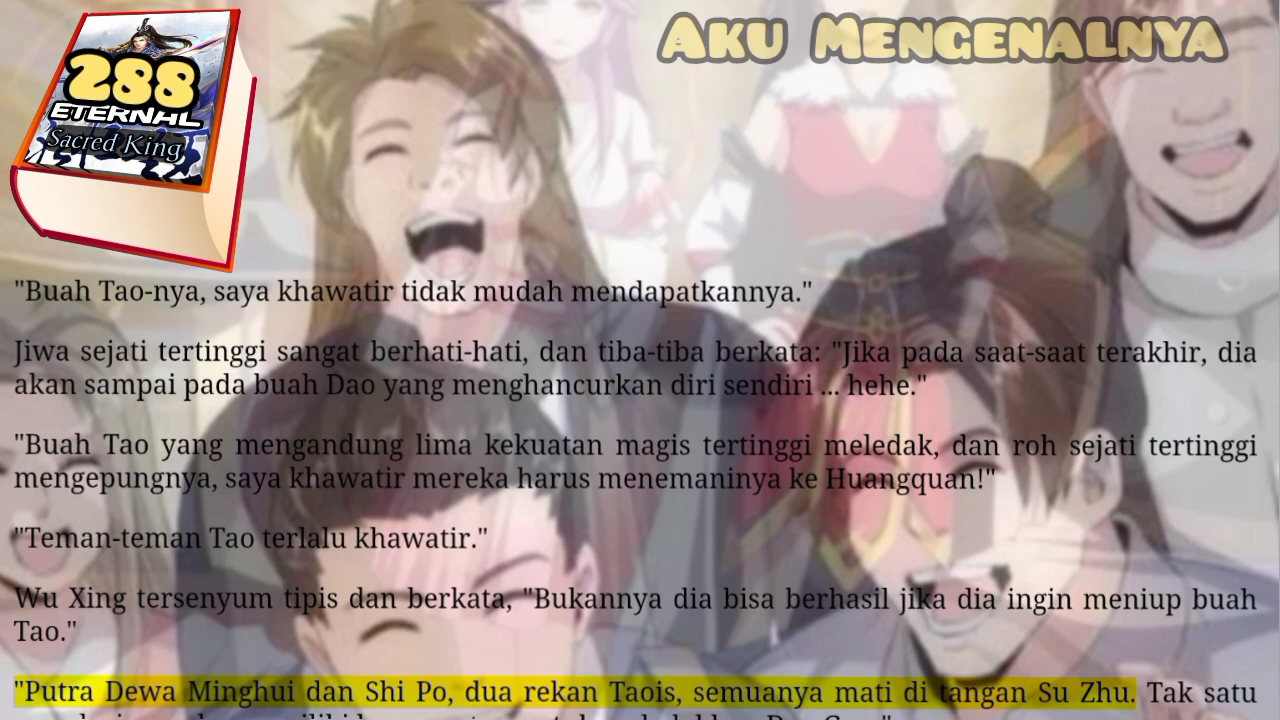 288
ETERNAL
Sacred King
AKU MENGENALNYA
"Buah Tao-nya, saya khawatir tidak mudah mendapatkannya."
Jiwa sejati tertinggi sangat berhati-hati, dan tiba-tiba berkata: "Jika pada saat-saat terakhir, dia
akan sampai pada buah Dao yang menghancurkan diri sendiri ... hehe."
"Buah Tao yang mengandung lima kekuatan magis tertinggi meledak, dan roh sejati tertinggi
mengepungnya, saya khawatir mereka harus menemaninya ke Huangquan!"
"Teman-teman Tao terlalu khawatir."
Wu Xing tersenyum tipis dan berkata, "Bukannya dia bisa berhasil jika dia ingin meniup buah
Tao."
"Putra Dewa Minghui dan Shi Po, dua rekan Taois, semuanya mati di tangan Su Zhu. Tak satu